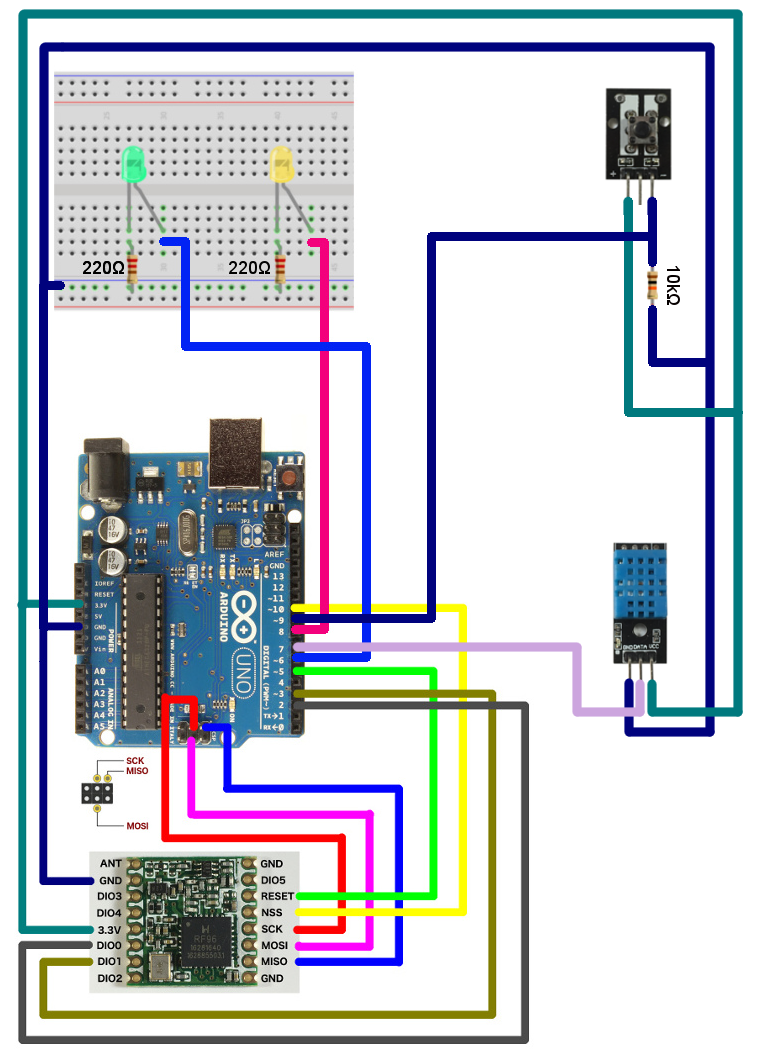 220Ω
220Ω
10kΩ
+
-
AREF
GND
13
12
~11
~10
~9
8
7
~6
~5
4
~3
2
TX→1
RX←0
DIGITAL (PWM~)
ARDUINO
UNO
TX
RX
L
ON
IOREF
RESET
3.3V
5V
GND
GND
Vin
POWER
A0
A1
A2
A3
A4
A5
ANALOG IN
GND DATA VCC
SCK
MISO
MOSI
ANT
GND
DIO3
DIO4
3.3V
DIO0
DIO1
DIO2
GND
DIO5
RESET
NSS
SCK
MOSI
MISO
GND
RF96